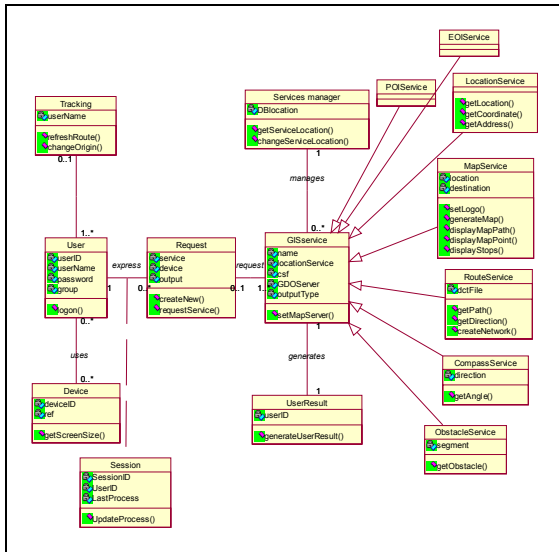 EOIService
POIService
LocationService
getLocation()
getCoordinate()
getAddress()
Tracking
userName
refreshRoute()
changeOrigin()
0..1
Services manager
DBlocation
getServiceLocation()
changeServiceLocation()
1
manages
0..*
MapService
location
destination
setLogo()
generateMap()
displayMapPath()
displayMapPoint()
displayStops()
1..*
User
userID
userName
password
group
logon()
0..*
1
express
0..*
Request
service
device
output
createNew()
requestService()
0..1
request
1..
GISservice
name
locationService
csf
GDOServer
outputType
setMapServer()
1
RouteService
dctFile
getPath()
getDirection()
createNetwork()
uses
generates
CompassService
direction
getAngle()
0..*
Device
deviceID
ref
getScreenSize()
1
UserResult
userID
generateUserResult()
ObstacleService
segment
getObstacle()
Session
SessionID
UserID
LastProcess
UpdateProcess()